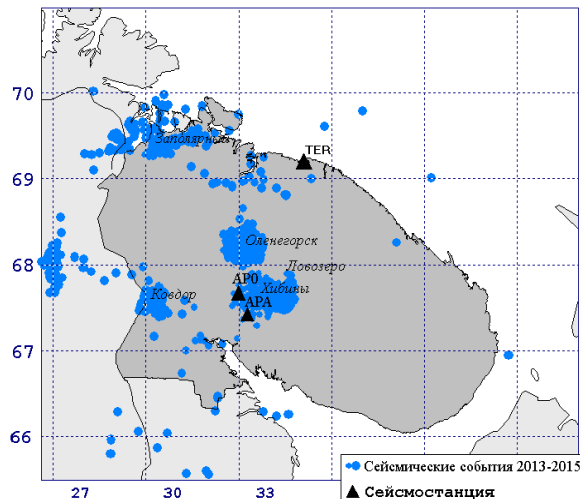 70
Заполярный
TER
69
Оленегорск
68
Ловозеро
AP0
Хибины
Ковдор
APA
67
66
Сейсмические события 2013-2015
Сейсмостанция
27 30 33